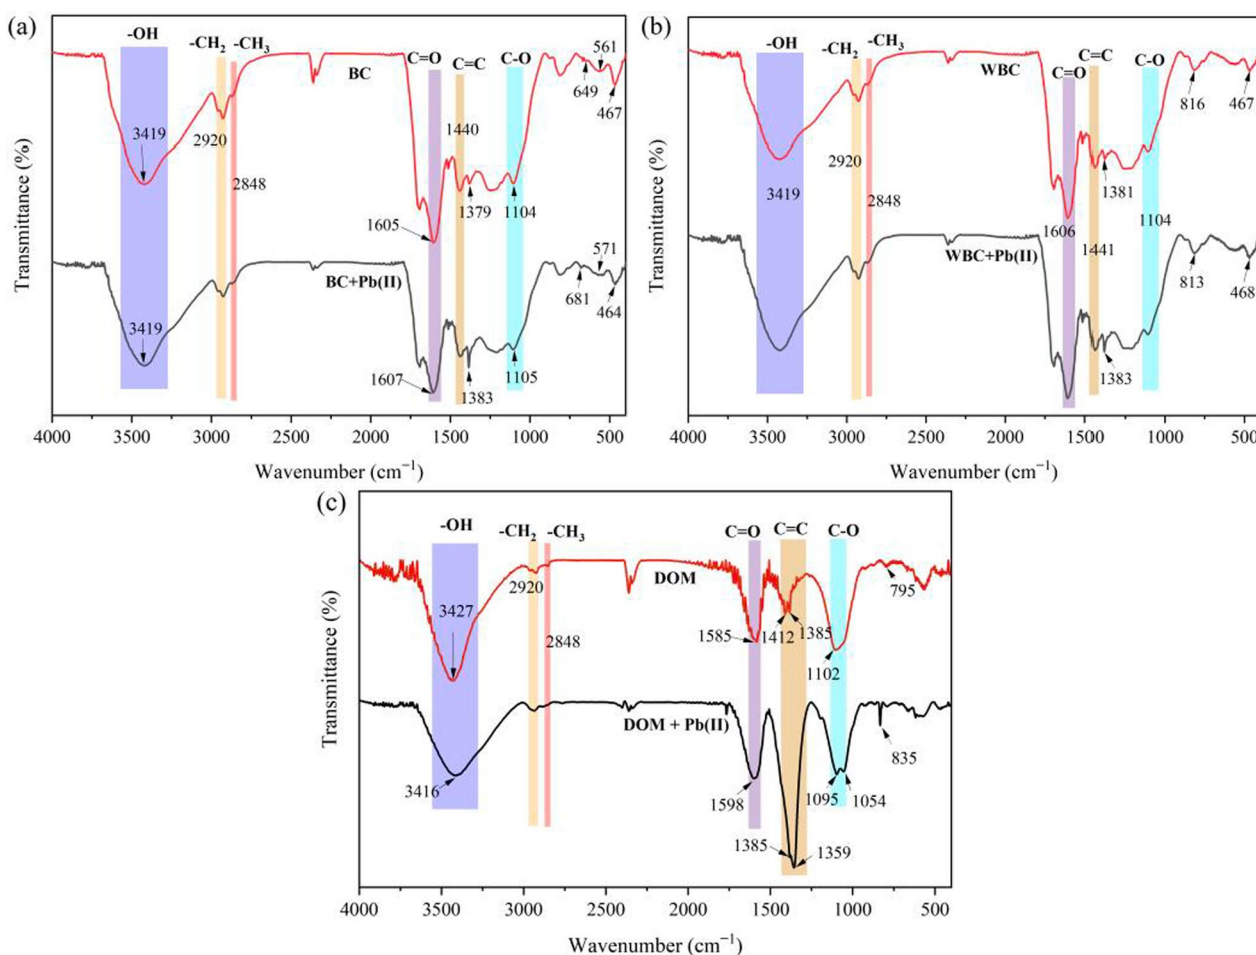 (a)
-OH
-CH2
-CH3
C=O
C=C
C-O
BC
561
649
467
3419
2920
2848
1440
1379
1104
1605
BC+Pb(II)
571
681
464
3419
1607
1383
1105
Transmittance (%)
4000 3500 3000 2500 2000 1500 1000 500
Wavenumber (cm−1)
(b)
-OH
-CH2
-CH3
C=O
C=C
C-O
WBC
816
467
2920
3419
2848
1381
1606
1104
1441
WBC+Pb(II)
813
468
1383
Transmittance (%)
4000 3500 3000 2500 2000 1500 1000 500
Wavenumber (cm−1)
(c)
-OH
-CH2
-CH3
C=O
C=C
C-O
DOM
795
2920
3427
2848
1585
1412
1385
1102
DOM + Pb(II)
835
3416
1598
1095
1054
1385
1359
Transmittance (%)
4000 3500 3000 2500 2000 1500 1000 500
Wavenumber (cm−1)